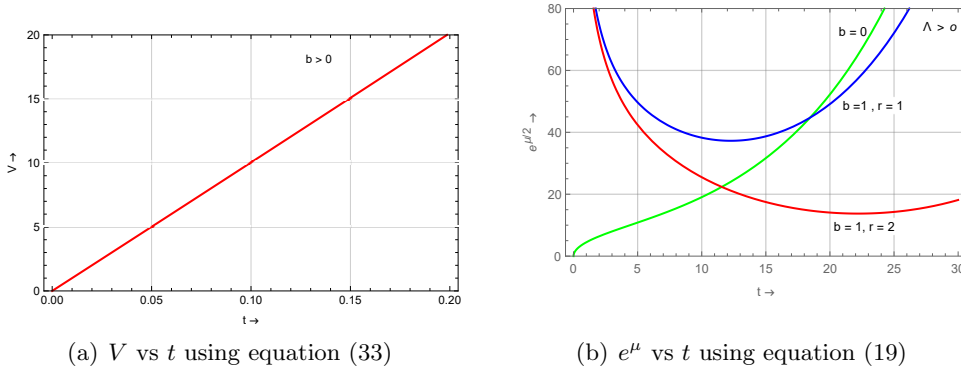 b > 0
V →
20
15
10
5
0
0.00
0.05
0.10
0.15
0.20
t →
(a) V vs t using equation (33)
Λ > o
b = 0
b =1 , r = 1
b = 1, r = 2
e^{μ/2} →
80
60
40
20
0
0
5
10
15
20
25
30
t →
(b) e^μ vs t using equation (19)